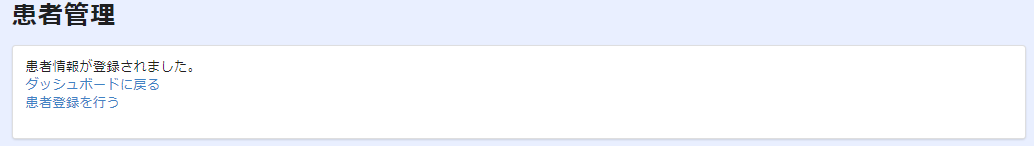 患者管理
患者情報が登録されました。
ダッシュボードに戻る
患者登録を行う